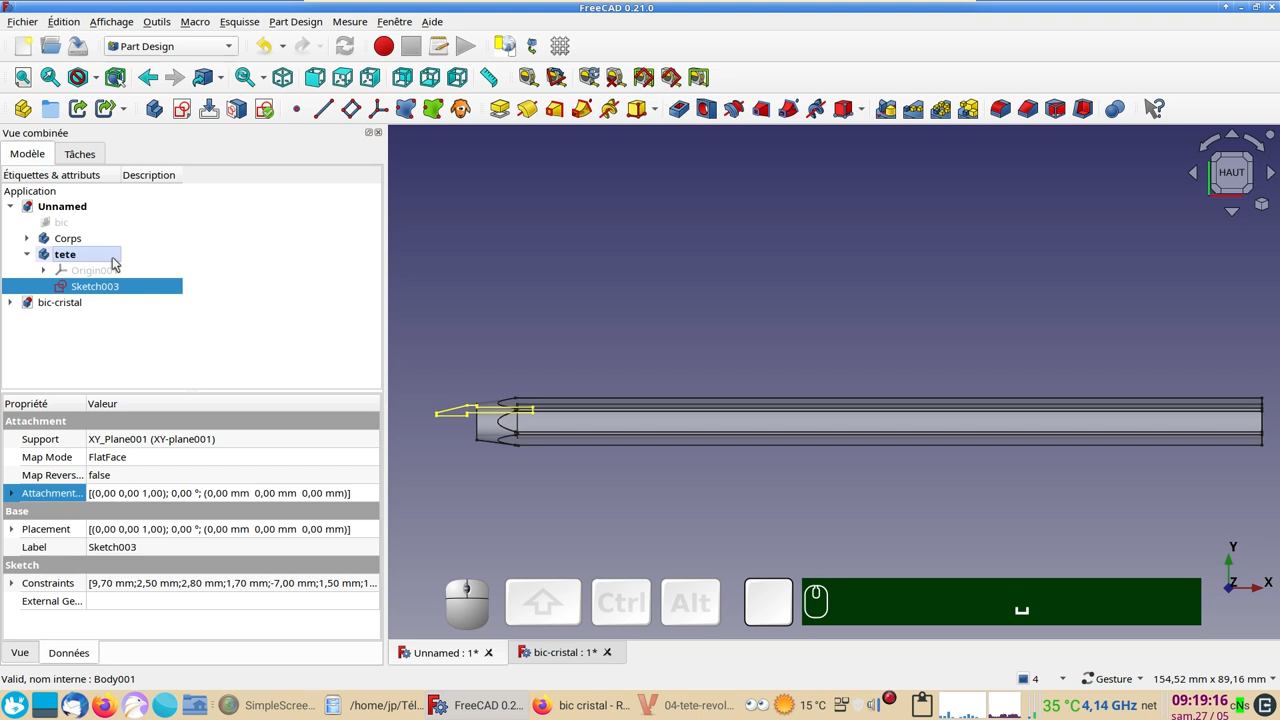 FreeCAD 0.21.0
Fichier Édition Affichage Outils Macro Esquisse Part Design Mesure Fenêtre Aide
Part Design
Vue combinée
Modèle Tâches
Étiquettes & attributs Description
Application
Unnamed
bic
Corps
tete
Sketch003
bic-cristal
HAUT
Propriété Valeur
Attachment
Support XY_Plane001 (XY-plane001)
Map Mode FlatFace
Map Revers... false
Attachment... [(0,00 0,00 1,00); 0,00 °; (0,00 mm 0,00 mm 0,00 mm)]
Base
Placement [(0,00 0,00 1,00); 0,00 °; (0,00 mm 0,00 mm 0,00 mm)]
Label Sketch003
Sketch
Constraints [9,70 mm;2,50 mm;2,80 mm;1,70 mm;-7,00 mm;1,50 mm;1...
External Ge...
Y
Z X
Ctrl Alt
Vue Données
Unnamed : 1* bic-cristal : 1*
Valid, nom interne : Body001
4 Gesture 154,52 mm x 89,16 mm
SimpleScree... /home/jp/Tél... FreeCAD 0.2... bic cristal - R... 04-tete-revol... 15 °C 35 °C 4,14 GHz net 09:19:16
sam.27/05